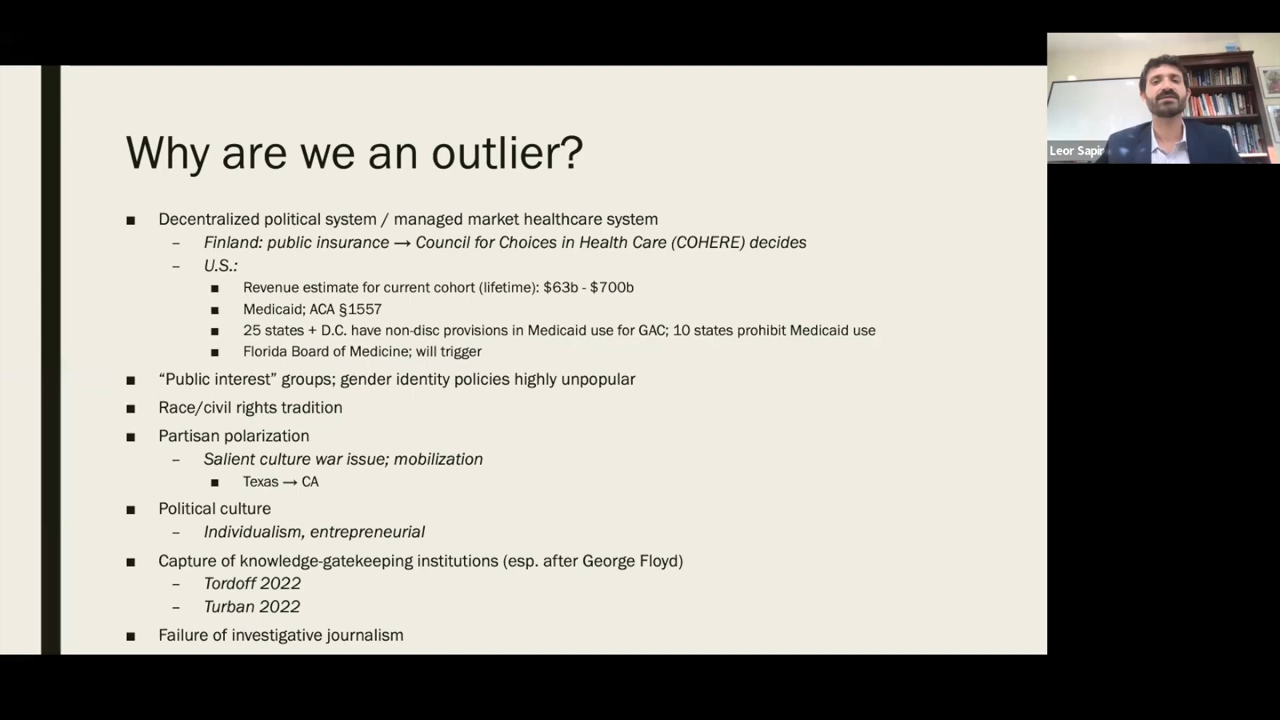 Why are we an outlier?
■ Decentralized political system / managed market healthcare system
– Finland: public insurance → Council for Choices in Health Care (COHERE) decides
– U.S.:
■ Revenue estimate for current cohort (lifetime): $63b - $700b
■ Medicaid; ACA §1557
■ 25 states + D.C. have non-disc provisions in Medicaid use for GAC; 10 states prohibit Medicaid use
■ Florida Board of Medicine; will trigger
■ “Public interest” groups; gender identity policies highly unpopular
■ Race/civil rights tradition
■ Partisan polarization
– Salient culture war issue; mobilization
■ Texas → CA
■ Political culture
– Individualism, entrepreneurial
■ Capture of knowledge-gatekeeping institutions (esp. after George Floyd)
– Tordoff 2022
– Turban 2022
■ Failure of investigative journalism
Leor Sapir